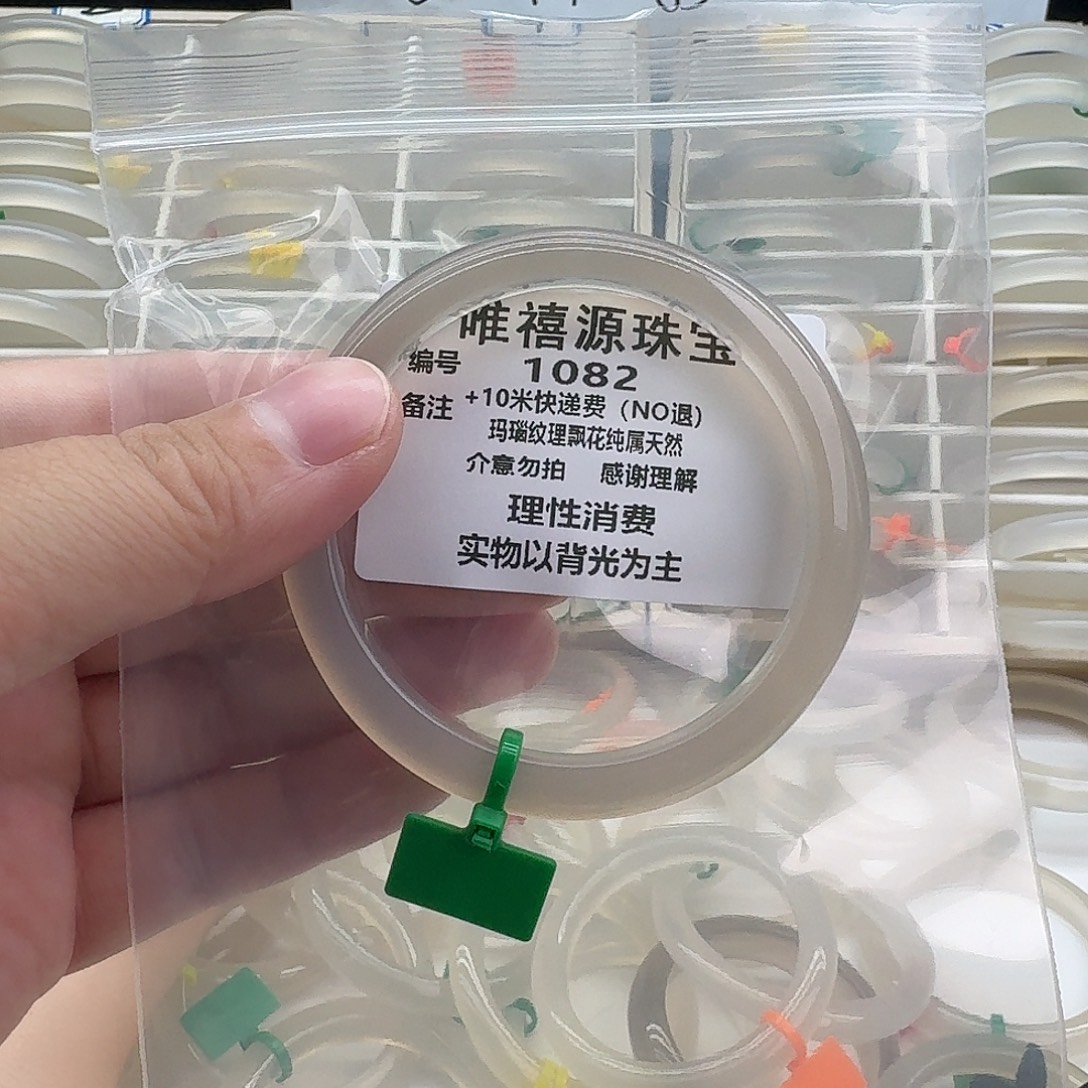 唯禧源珠宝
编号 1082
备注 +10米快递费（NO退）
玛瑙纹理飘花纯属天然
介意勿拍 感谢理解
理性消费
实物以背光为主